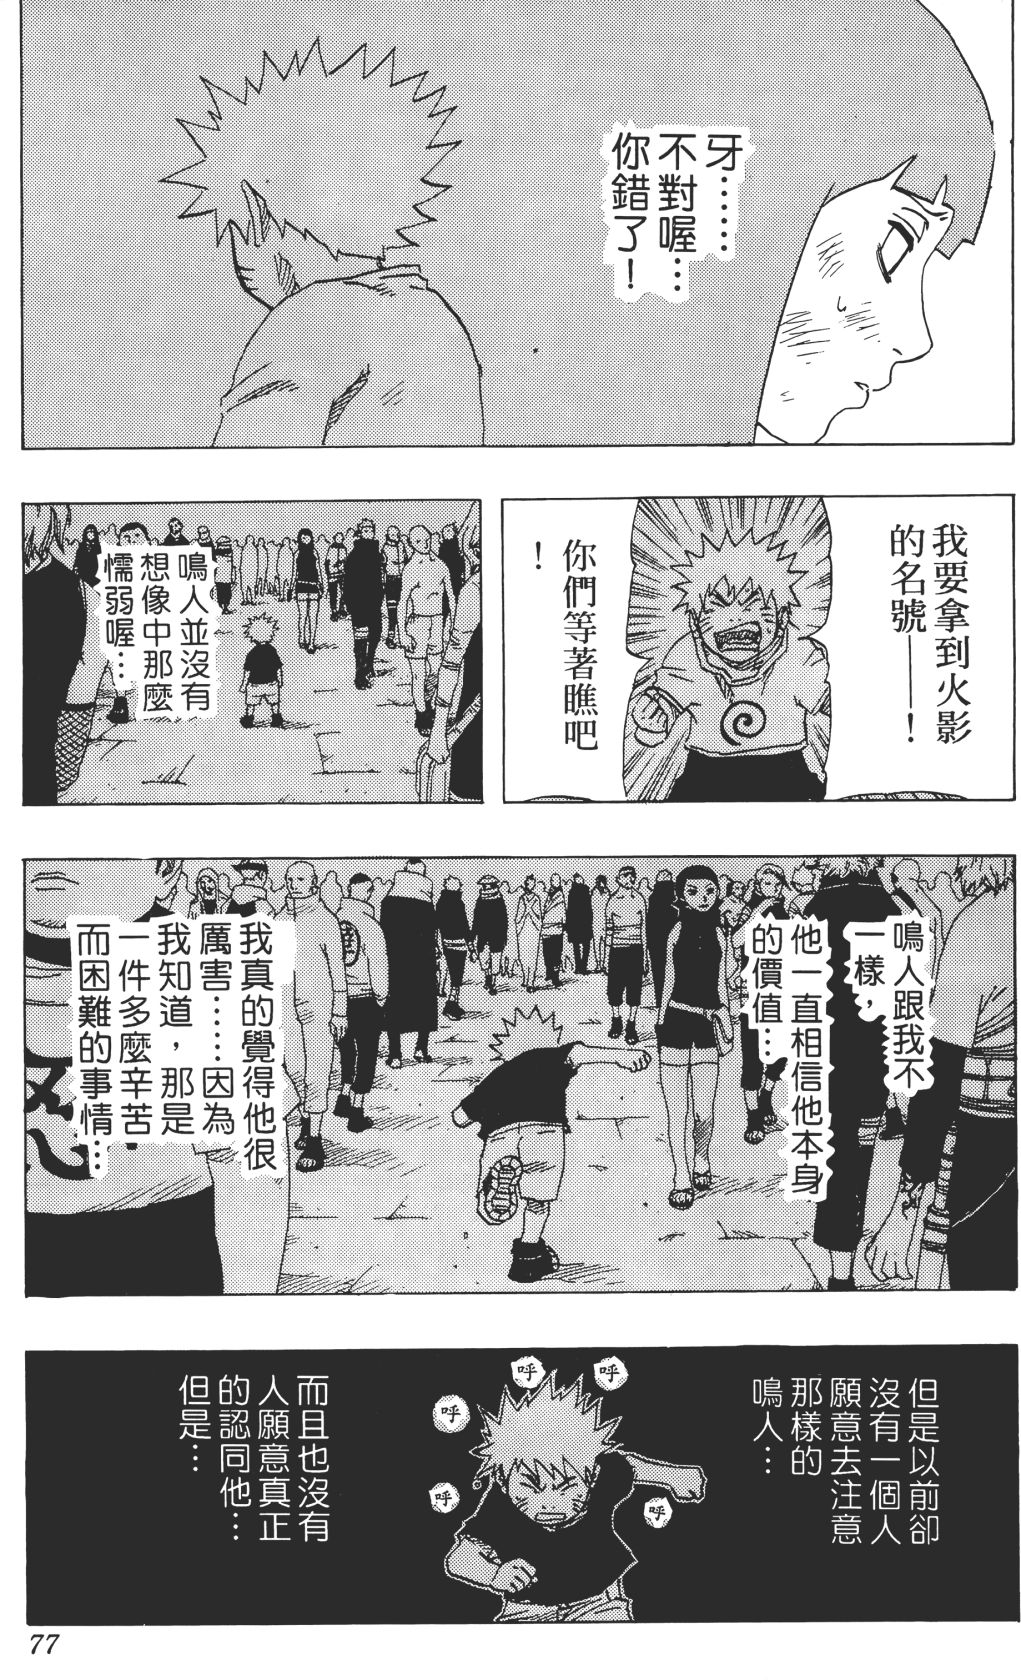 牙……
不對喔…
你錯了！
我要拿到火影
的名號——！
你們等著瞧吧
！
鳴人並沒有
想像中那麼
懦弱喔…
鳴人跟我不
一樣，
他一直相信他本身
的價值…
我真的覺得他很
厲害……因為
我知道，那是
一件多麼辛苦
而困難的事情…
但是以前卻
沒有一個人
願意去注意
那樣的
鳴人…
呼
呼
呼
呼
呼
而且也沒有
人願意真正
的認同他…
但是…
77